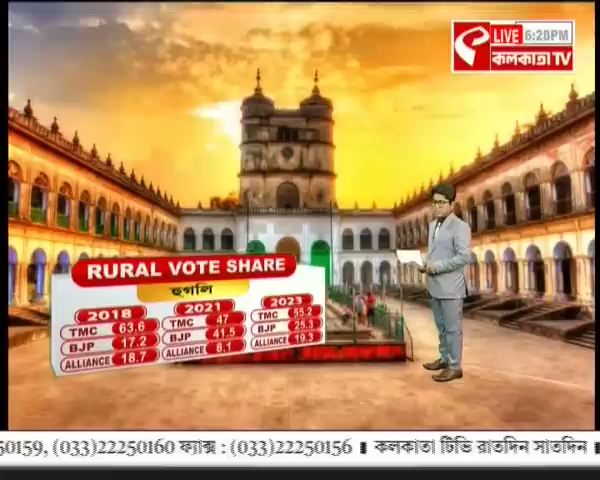 LIVE 6:28PM
কলকাতা TV
RURAL VOTE SHARE
হুগলি
2018 2021 2023
TMC 63.6 TMC 47 TMC 55.2
BJP 17.2 BJP 41.5 BJP 25.3
ALLIANCE 18.7 ALLIANCE 8.1 ALLIANCE 19.3
50159, (033)22250160 ফ্যাক্স : (033)22250156 ∎ কলকাতা টিভি রাতদিন সাতদিন ∎